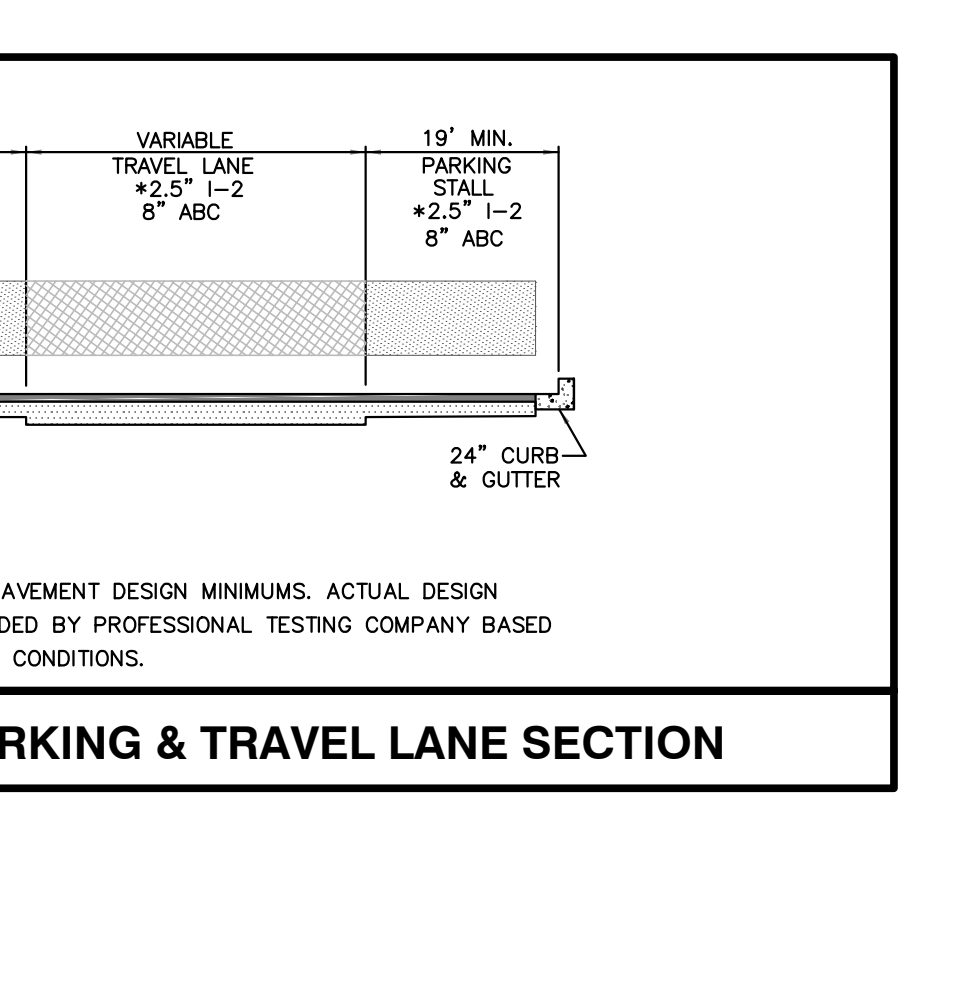 VARIABLE
TRAVEL LANE
*2.5" I-2
8" ABC
19' MIN.
PARKING
STALL
*2.5" I-2
8" ABC
24" CURB
& GUTTER
AVEMENT DESIGN MINIMUMS. ACTUAL DESIGN
DED BY PROFESSIONAL TESTING COMPANY BASED
CONDITIONS.
RKING & TRAVEL LANE SECTION